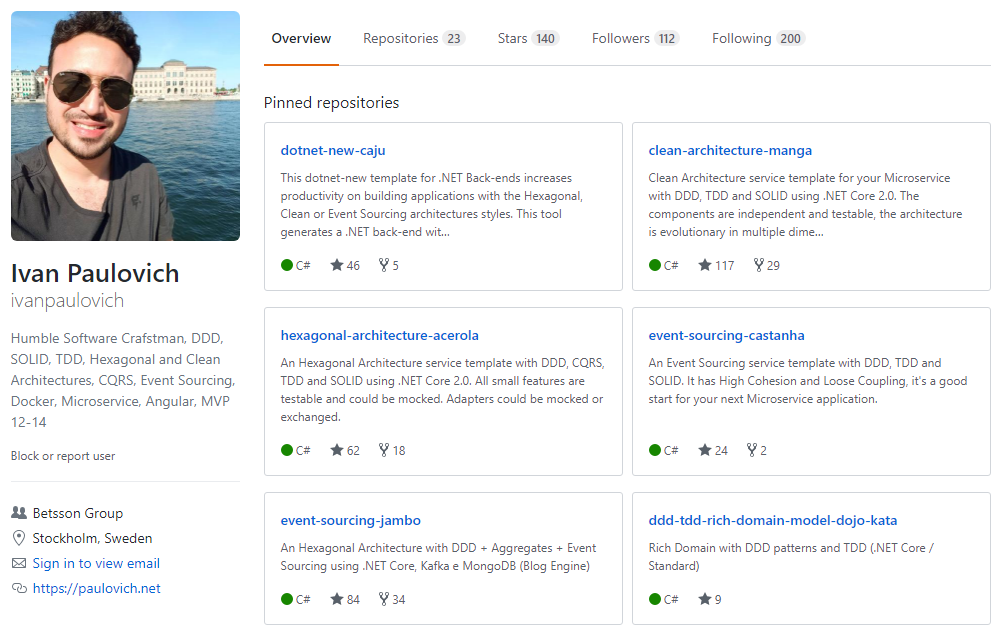 Overview Repositories 23 Stars 140 Followers 112 Following 200
Ivan Paulovich
ivanpaulovich
Humble Software Crafstman, DDD,
SOLID, TDD, Hexagonal and Clean
Architectures, CQRS, Event Sourcing,
Docker, Microservice, Angular, MVP
12-14
Block or report user
Betsson Group
Stockholm, Sweden
Sign in to view email
https://paulovich.net
Pinned repositories
dotnet-new-caju
This dotnet-new template for .NET Back-ends increases
productivity on building applications with the Hexagonal,
Clean or Event Sourcing architectures styles. This tool
generates a .NET back-end wit...
C# 46 5
clean-architecture-manga
Clean Architecture service template for your Microservice
with DDD, TDD and SOLID using .NET Core 2.0. The
components are independent and testable, the architecture
is evolutionary in multiple dime...
C# 117 29
hexagonal-architecture-acerola
An Hexagonal Architecture service template with DDD, CQRS,
TDD and SOLID using .NET Core 2.0. All small features are
testable and could be mocked. Adapters could be mocked or
exchanged.
C# 62 18
event-sourcing-castanha
An Event Sourcing service template with DDD, TDD and
SOLID. It has High Cohesion and Loose Coupling, it's a good
start for your next Microservice application.
C# 24 2
event-sourcing-jambo
An Hexagonal Architecture with DDD + Aggregates + Event
Sourcing using .NET Core, Kafka e MongoDB (Blog Engine)
C# 84 34
ddd-tdd-rich-domain-model-dojo-kata
Rich Domain with DDD patterns and TDD (.NET Core /
Standard)
C# 9